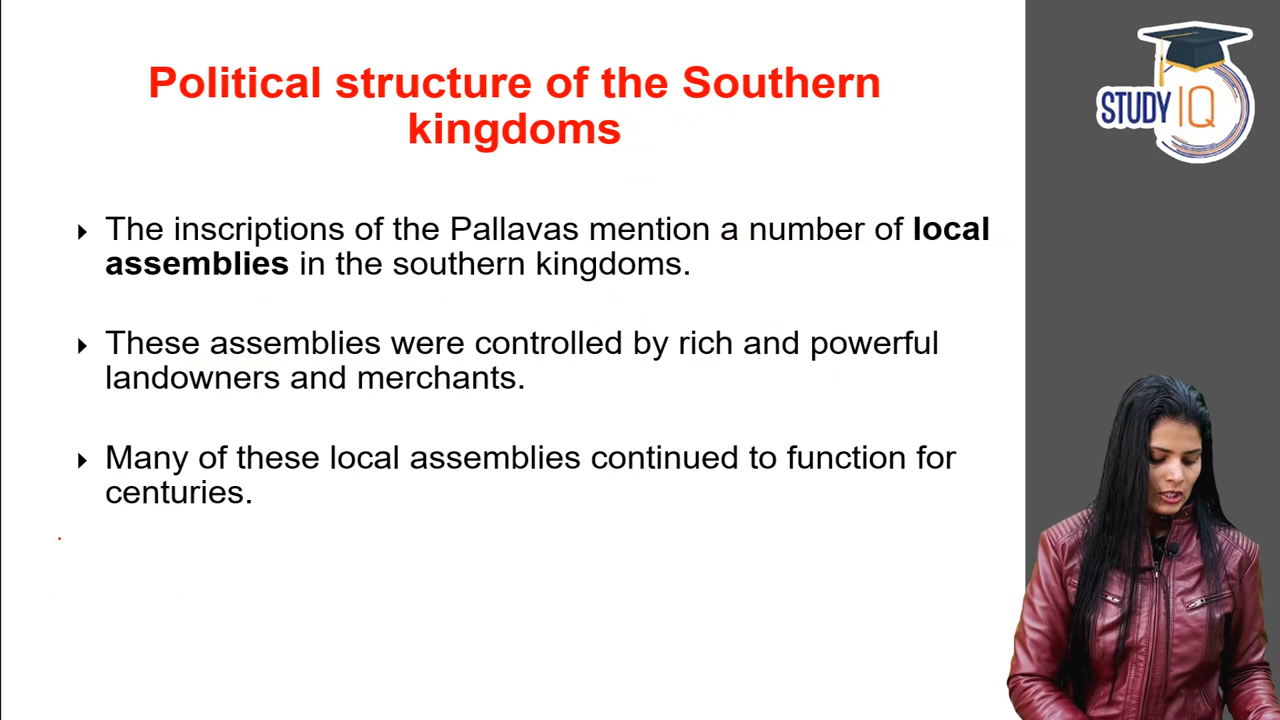 Political structure of the Southern
kingdoms
The inscriptions of the Pallavas mention a number of local
assemblies in the southern kingdoms.
These assemblies were controlled by rich and powerful
landowners and merchants.
Many of these local assemblies continued to function for
centuries.
STUDY IQ